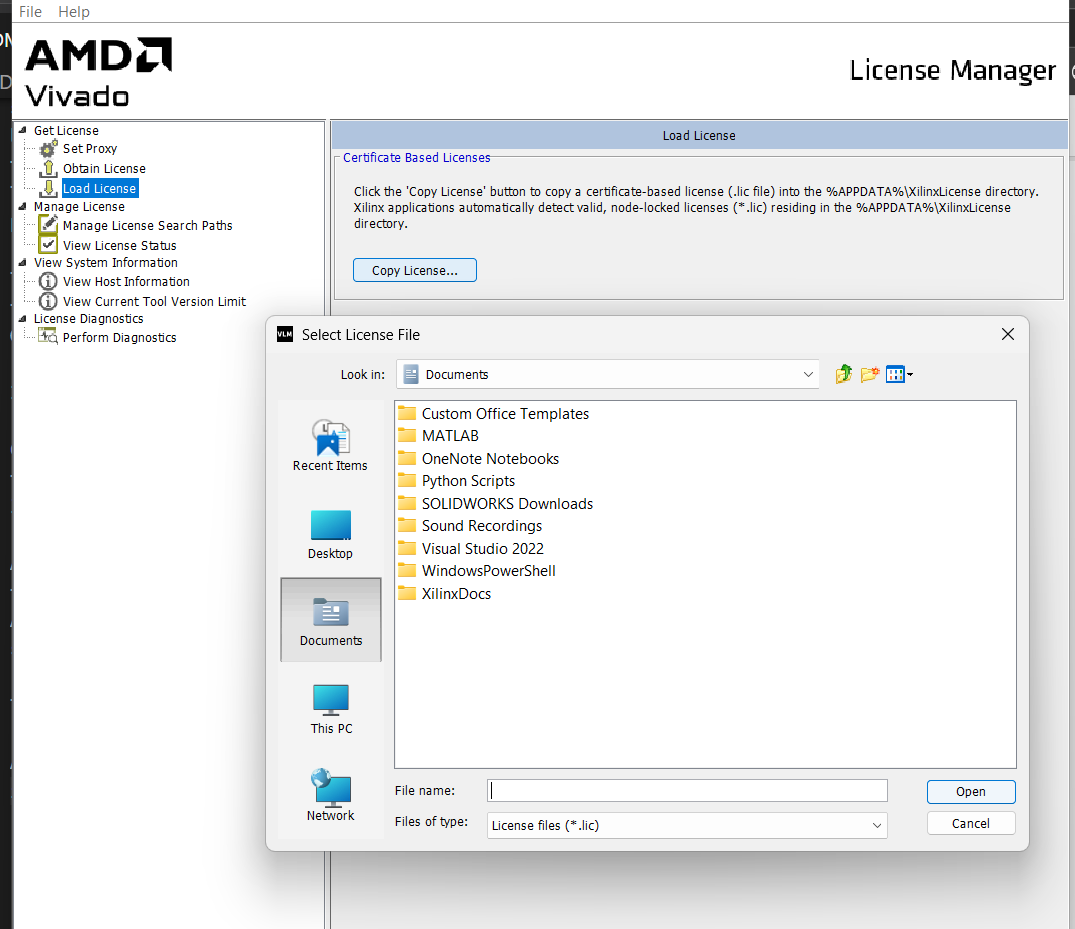 File Help
AMD
Vivado
License Manager
Get License
Set Proxy
Obtain License
Load License
Manage License
Manage License Search Paths
View License Status
View System Information
View Host Information
View Current Tool Version Limit
License Diagnostics
Perform Diagnostics
Load License
Certificate Based Licenses
Click the 'Copy License' button to copy a certificate-based license (.lic file) into the %APPDATA%\XilinxLicense directory.
Xilinx applications automatically detect valid, node-locked licenses (*.lic) residing in the %APPDATA%\XilinxLicense
directory.
Copy License...
VLM Select License File
Look in: Documents
Recent Items
Desktop
Documents
This PC
Network
Custom Office Templates
MATLAB
OneNote Notebooks
Python Scripts
SOLIDWORKS Downloads
Sound Recordings
Visual Studio 2022
WindowsPowerShell
XilinxDocs
File name:
Open
Files of type: License files (*.lic)
Cancel